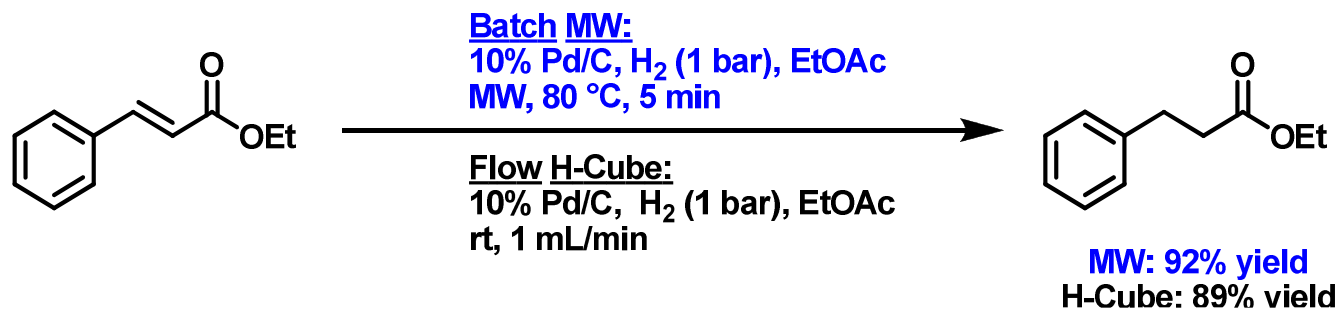 Batch MW:
10% Pd/C, H₂ (1 bar), EtOAc
MW, 80 °C, 5 min
O
OEt
Flow H-Cube:
10% Pd/C, H₂ (1 bar), EtOAc
rt, 1 mL/min
O
OEt
MW: 92% yield
H-Cube: 89% yield